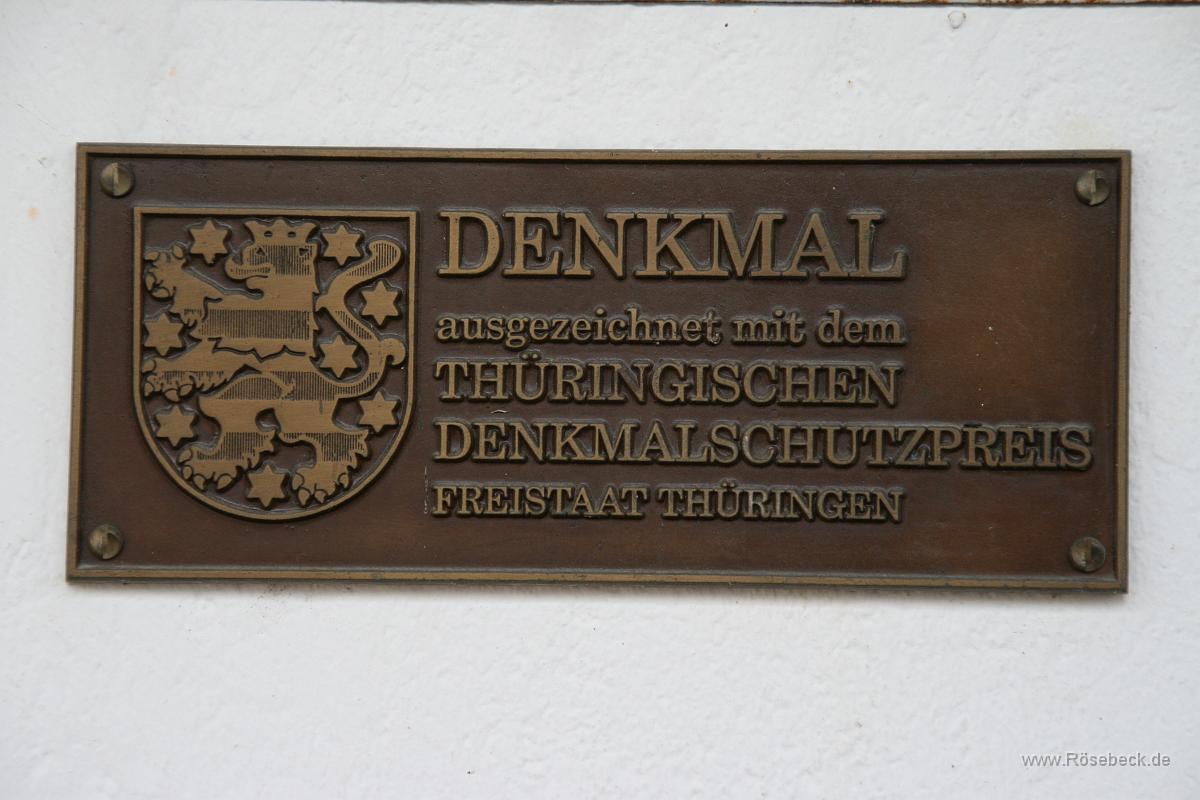 DENKMAL
ausgezeichnet mit dem
THÜRINGISCHEN
DENKMALSCHUTZPREIS
FREISTAAT THÜRINGEN
www.Rösebeck.de